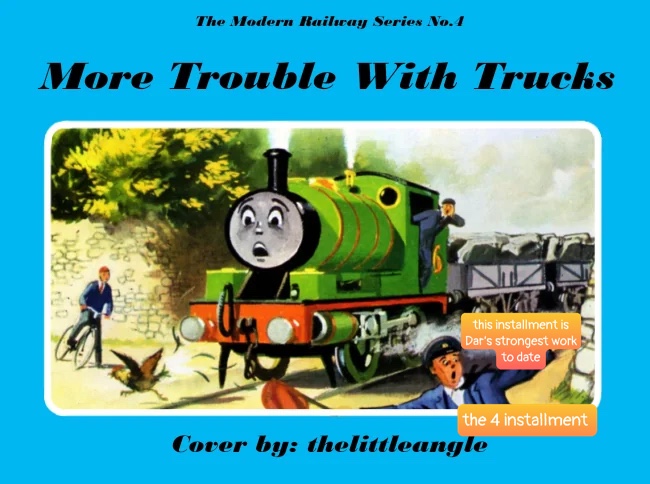 The Modern Railway Series No.4
More Trouble With Trucks
6
this installment is
Dar's strongest work
to date
the 4 installment
Cover by: thelittleangle